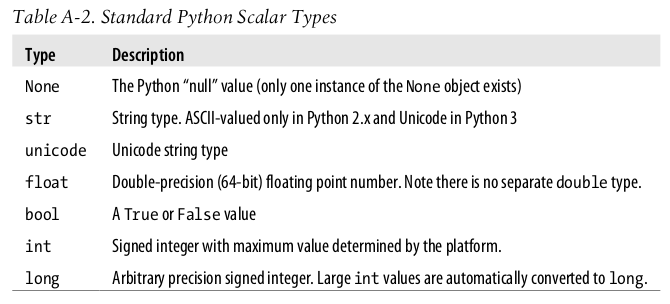 Table A-2. Standard Python Scalar Types
Type Description
None The Python “null” value (only one instance of the None object exists)
str String type. ASCII-valued only in Python 2.x and Unicode in Python 3
unicode Unicode string type
float Double-precision (64-bit) floating point number. Note there is no separate double type.
bool A True or False value
int Signed integer with maximum value determined by the platform.
long Arbitrary precision signed integer. Large int values are automatically converted to long.